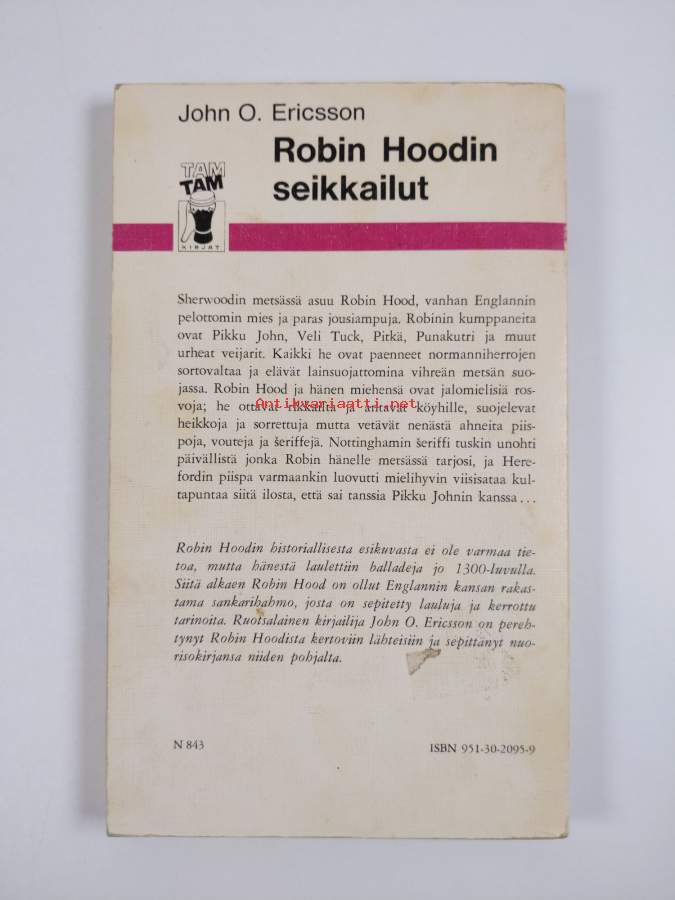 John O. Ericsson
Robin Hoodin
seikkailut
TAM
TAM
KIRJAT
Sherwoodin metsässä asuu Robin Hood, vanhan Englannin
pelottomin mies ja paras jousiampuja. Robinin kumppaneita
ovat Pikku John, Veli Tuck, Pitkä, Punakutri ja muut
urheat veijarit. Kaikki he ovat paenneet normanniherrojen
sortovaltaa ja elävät lainsuojattomina vihreän metsän suo-
jassa. Robin Hood ja hänen miehensä ovat jalomielisiä ros-
voja; he ottavat rikkailta ja antavat köyhille, suojelevat
Antikvariaatti.net
heikkoja ja sorrettuja mutta vetävät nenästä ahneita piis-
poja, vouteja ja šeriffejä. Nottinghamin šeriffi tuskin unohti
päivällistä jonka Robin hänelle metsässä tarjosi, ja Here-
fordin piispa varmaankin luovutti mielihyvin viisisataa kul-
tapuntaa siitä ilosta, että sai tanssia Pikku Johnin kanssa...
Robin Hoodin historiallisesta esikuvasta ei ole varmaa tie-
toa, mutta hänestä laulettiin balladeja jo 1300-luvulla.
Siitä alkaen Robin Hood on ollut Englannin kansan rakas-
tama sankarihahmo, josta on sepitetty lauluja ja kerrottu
tarinoita. Ruotsalainen kirjailija John O. Ericsson on pereh-
tynyt Robin Hoodista kertoviin lähteisiin ja sepittänyt nuo-
risokirjansa niiden pohjalta.
N 843
ISBN 951-30-2095-9